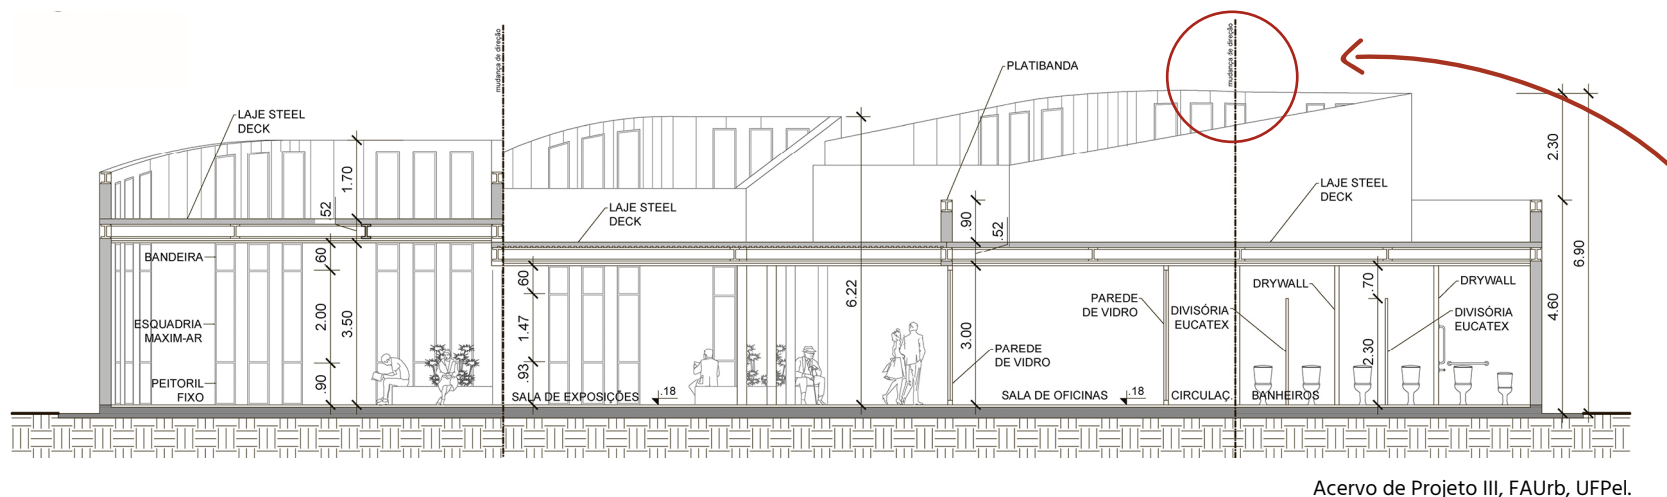 mudança de direção
mudança de direção
PLATIBANDA
LAJE STEEL
DECK
1.70
.52
LAJE STEEL
DECK
.90
.52
LAJE STEEL
DECK
2.30
6.90
4.60
BANDEIRA
ESQUADRIA
MAXIM-AR
PEITORIL
FIXO
.60
2.00
.90
3.50
.60
1.47
.93
SALA DE EXPOSIÇÕES
.18
6.22
3.00
PAREDE
DE VIDRO
SALA DE OFICINAS
.18
PAREDE
DE VIDRO
DIVISÓRIA
EUCATEX
CIRCULAÇ.
DRYWALL
BANHEIROS
.70
2.30
DRYWALL
DIVISÓRIA
EUCATEX
Acervo de Projeto III, FAUrb, UFPel.